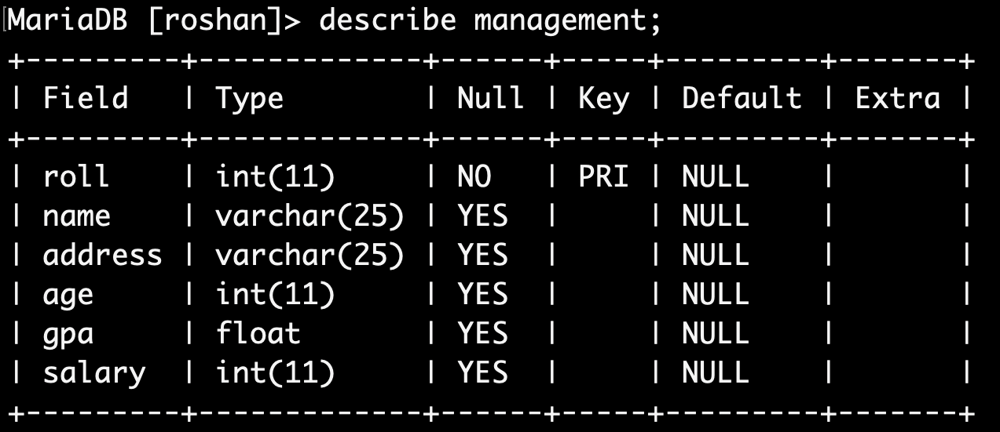 MariaDB [roshan]> describe management;
+---------+-------------+------+-----+---------+-------+
| Field   | Type        | Null | Key | Default | Extra |
+---------+-------------+------+-----+---------+-------+
| roll    | int(11)     | NO   | PRI | NULL    |       |
| name    | varchar(25) | YES  |     | NULL    |       |
| address | varchar(25) | YES  |     | NULL    |       |
| age     | int(11)     | YES  |     | NULL    |       |
| gpa     | float       | YES  |     | NULL    |       |
| salary  | int(11)     | YES  |     | NULL    |       |
+---------+-------------+------+-----+---------+-------+